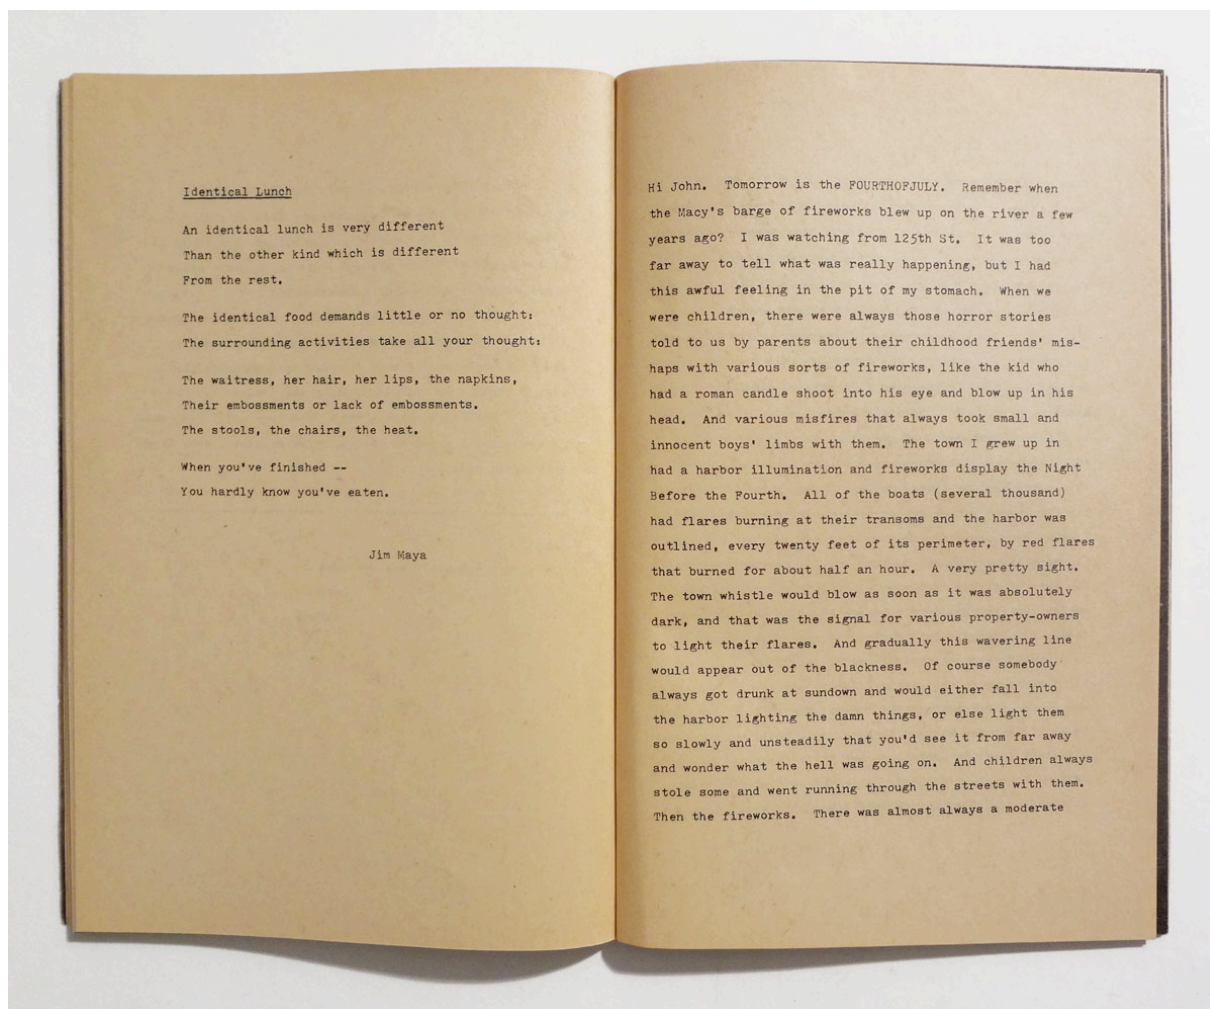 Identical Lunch
An identical lunch is very different
Than the other kind which is different
From the rest.
The identical food demands little or no thought:
The surrounding activities take all your thought:
The waitress, her hair, her lips, the napkins,
Their embossments or lack of embossments.
The stools, the chairs, the heat.
When you've finished --
You hardly know you've eaten.
Jim Maya
Hi John.  Tomorrow is the FOURTHOFJULY.  Remember when
the Macy's barge of fireworks blew up on the river a few
years ago?  I was watching from 125th St.  It was too
far away to tell what was really happening, but I had
this awful feeling in the pit of my stomach.  When we
were children, there were always those horror stories
told to us by parents about their childhood friends' mis-
haps with various sorts of fireworks, like the kid who
had a roman candle shoot into his eye and blow up in his
head.  And various misfires that always took small and
innocent boys' limbs with them.  The town I grew up in
had a harbor illumination and fireworks display the Night
Before the Fourth.  All of the boats (several thousand)
had flares burning at their transoms and the harbor was
outlined, every twenty feet of its perimeter, by red flares
that burned for about half an hour.  A very pretty sight.
The town whistle would blow as soon as it was absolutely
dark, and that was the signal for various property-owners
to light their flares.  And gradually this wavering line
would appear out of the blackness.  Of course somebody
always got drunk at sundown and would either fall into
the harbor lighting the damn things, or else light them
so slowly and unsteadily that you'd see it from far away
and wonder what the hell was going on.  And children always
stole some and went running through the streets with them.
Then the fireworks.  There was almost always a moderate